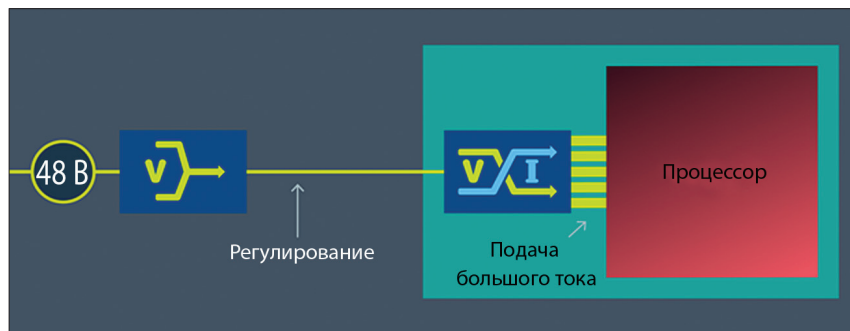 48 В
V
V I
Процессор
Регулирование
Подача
большого тока